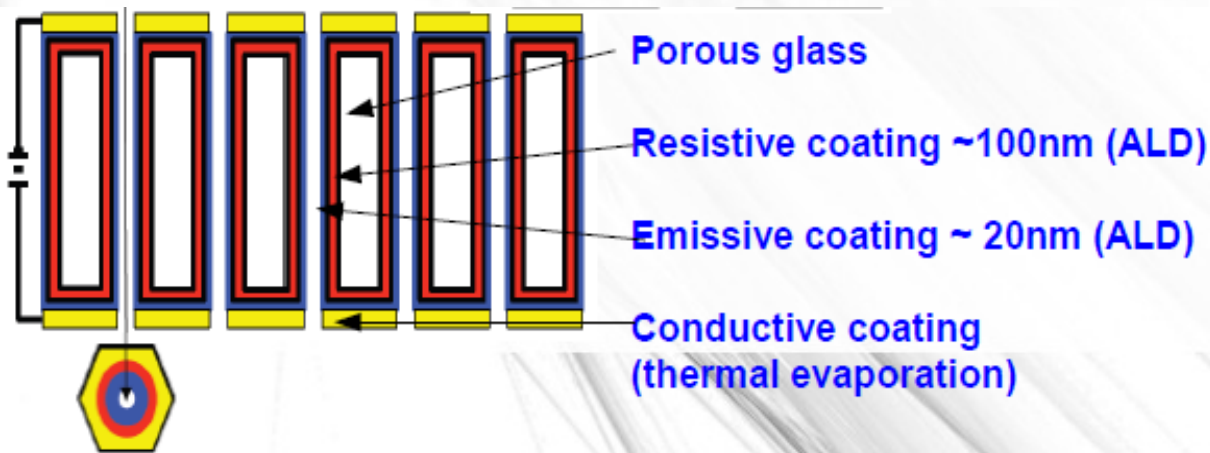 Porous glass
Resistive coating ~100nm (ALD)
Emissive coating ~ 20nm (ALD)
Conductive coating
(thermal evaporation)